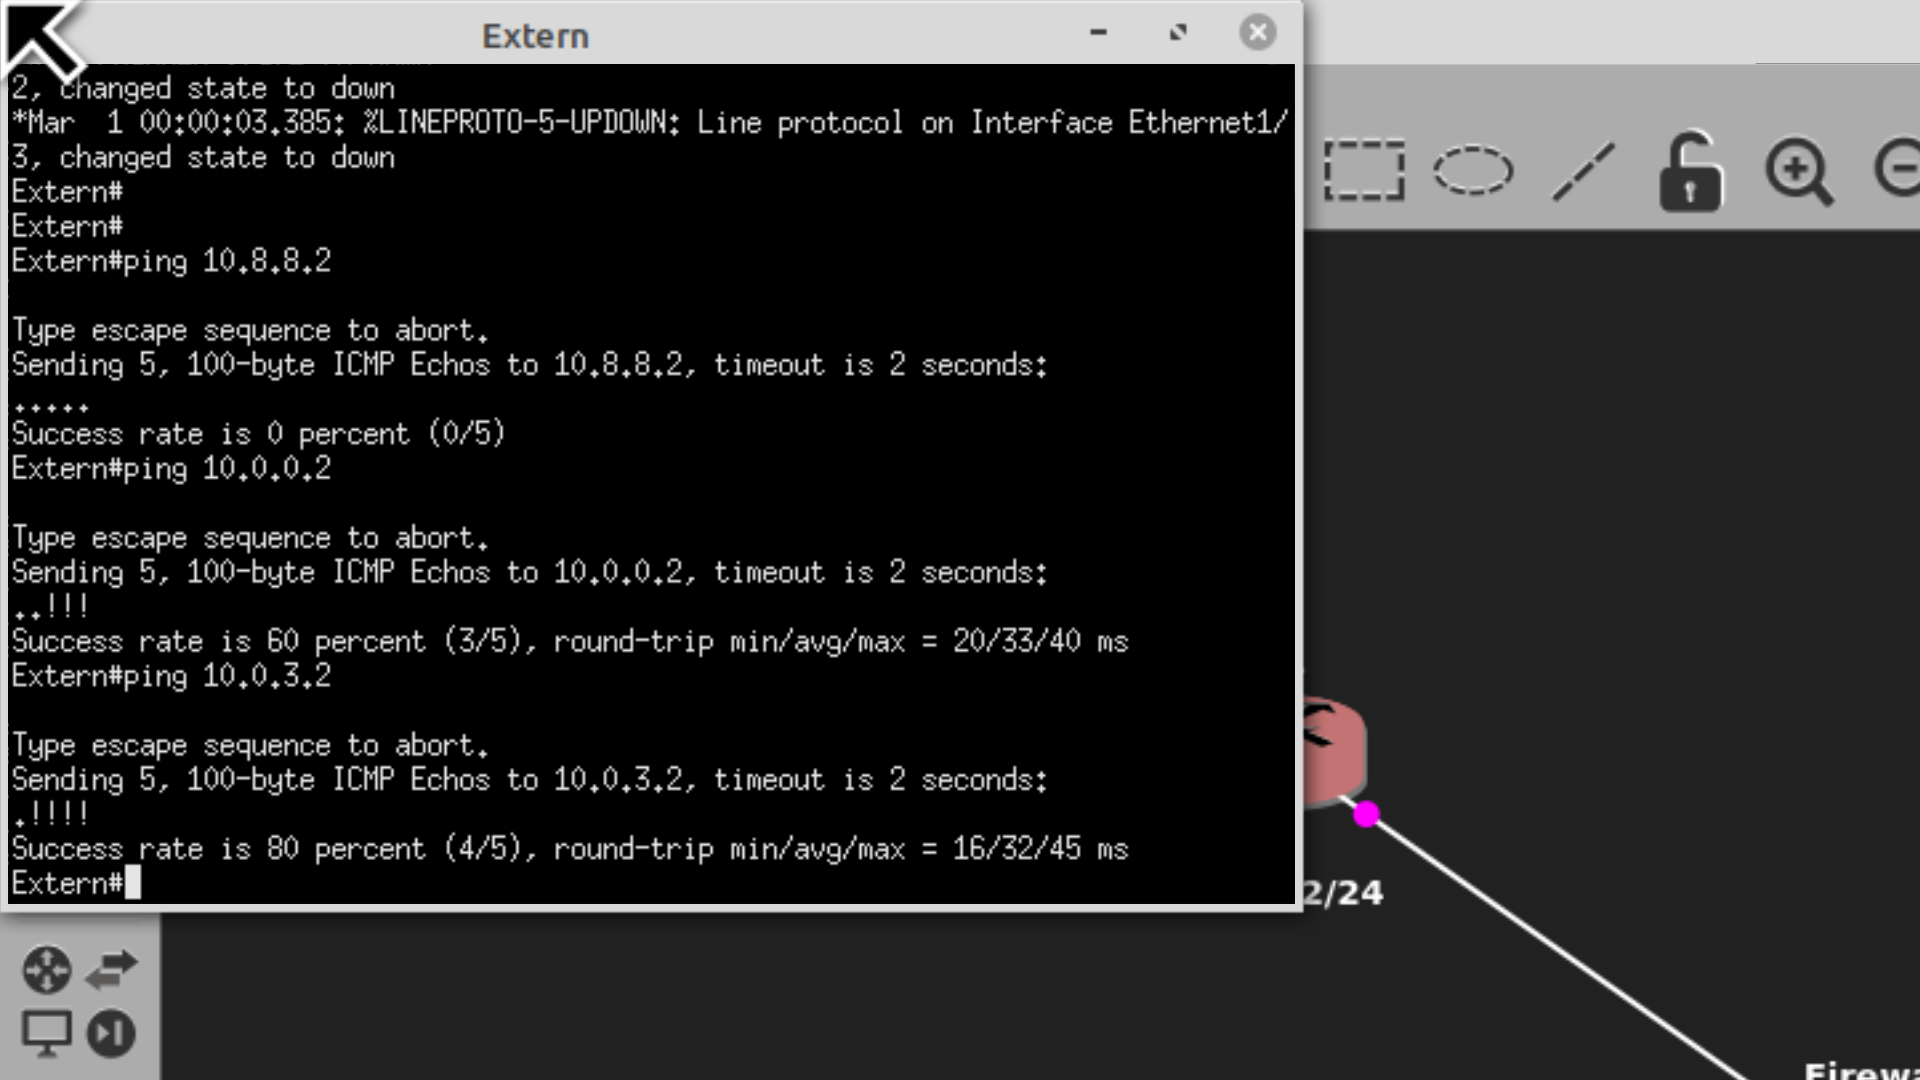 Extern
2, changed state to down
*Mar  1 00:00:03.385: %LINEPROTO-5-UPDOWN: Line protocol on Interface Ethernet1/
3, changed state to down
Extern#
Extern#
Extern#ping 10.8.8.2
Type escape sequence to abort.
Sending 5, 100-byte ICMP Echos to 10.8.8.2, timeout is 2 seconds:
.....
Success rate is 0 percent (0/5)
Extern#ping 10.0.0.2
Type escape sequence to abort.
Sending 5, 100-byte ICMP Echos to 10.0.0.2, timeout is 2 seconds:
..!!!
Success rate is 60 percent (3/5), round-trip min/avg/max = 20/33/40 ms
Extern#ping 10.0.3.2
Type escape sequence to abort.
Sending 5, 100-byte ICMP Echos to 10.0.3.2, timeout is 2 seconds:
.!!!!
Success rate is 80 percent (4/5), round-trip min/avg/max = 16/32/45 ms
Extern#
2/24